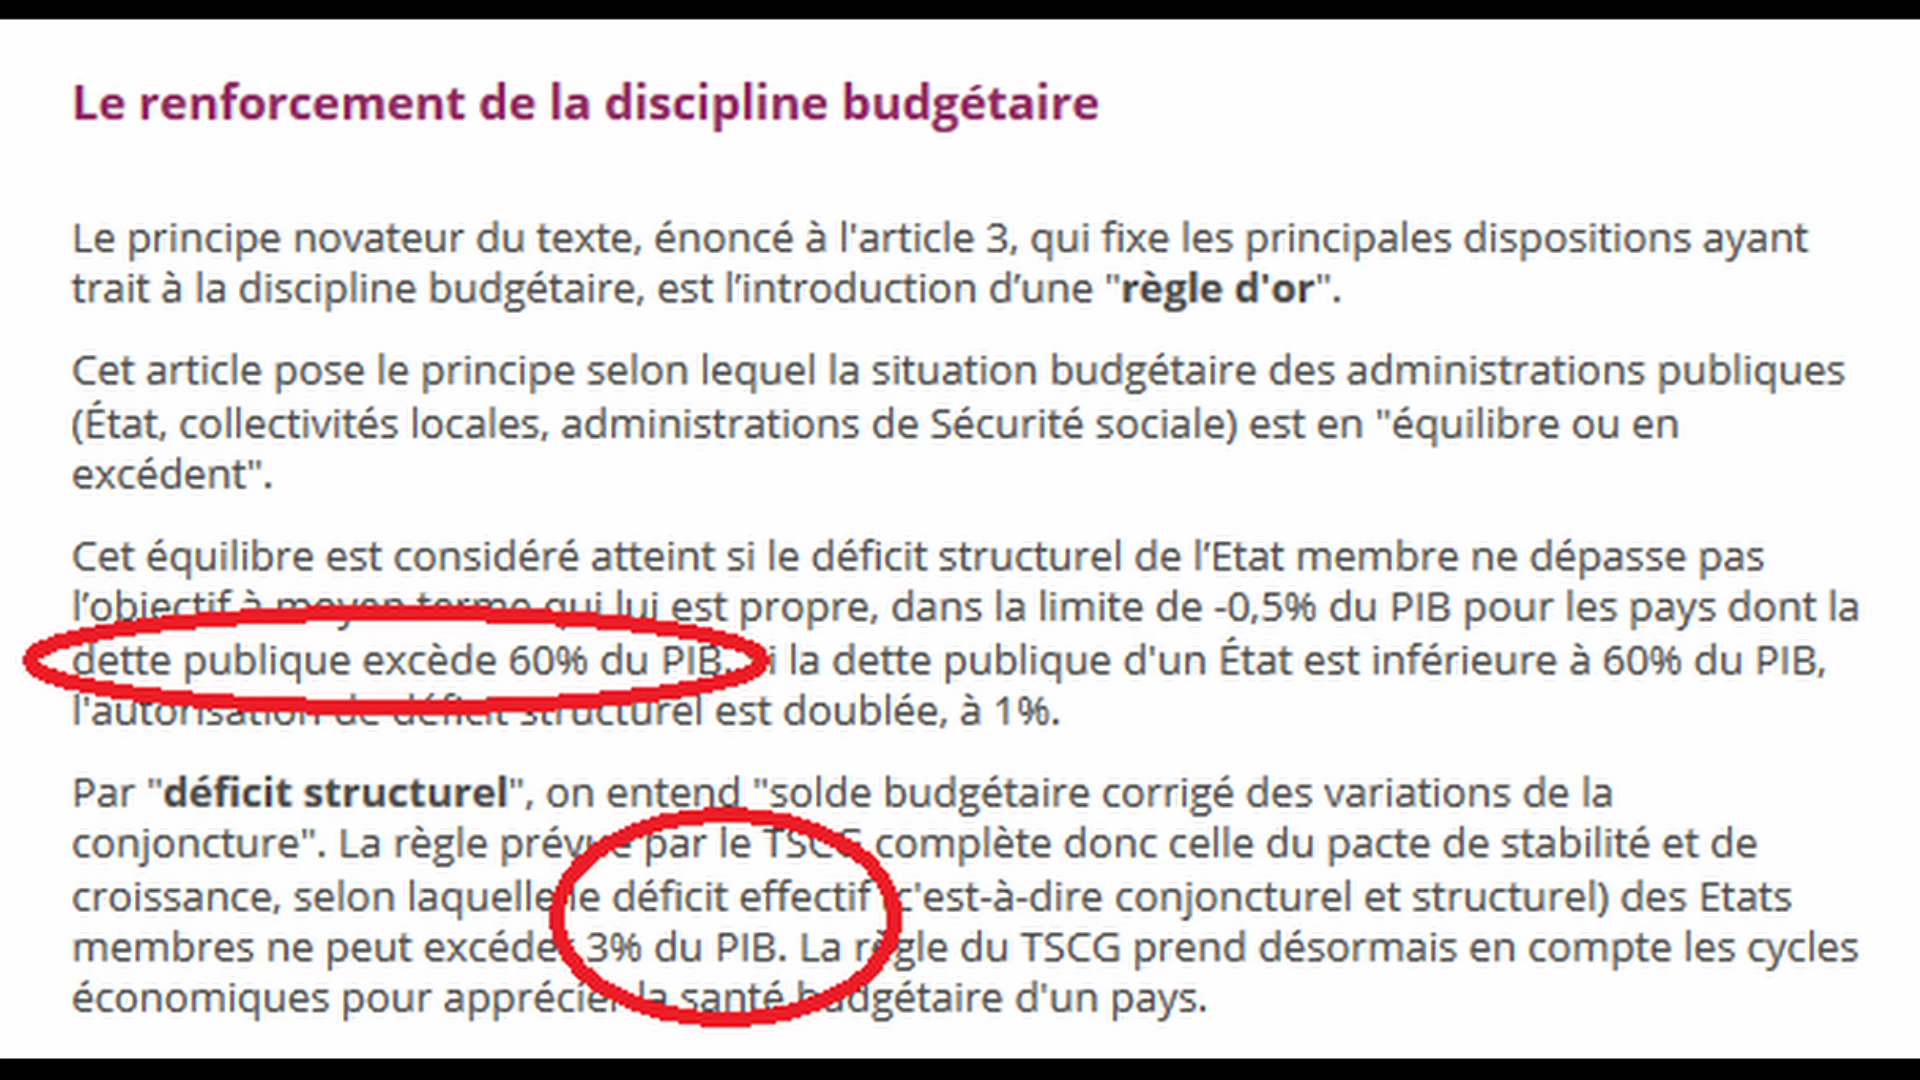 Le renforcement de la discipline budgétaire
Le principe novateur du texte, énoncé à l'article 3, qui fixe les principales dispositions ayant
trait à la discipline budgétaire, est l’introduction d’une "règle d'or".
Cet article pose le principe selon lequel la situation budgétaire des administrations publiques
(État, collectivités locales, administrations de Sécurité sociale) est en "équilibre ou en
excédent".
Cet équilibre est considéré atteint si le déficit structurel de l’Etat membre ne dépasse pas
l’objectif à moyen terme qui lui est propre, dans la limite de -0,5% du PIB pour les pays dont la
dette publique excède 60% du PIB. Si la dette publique d'un État est inférieure à 60% du PIB,
l'autorisation de déficit structurel est doublée, à 1%.
Par "déficit structurel", on entend "solde budgétaire corrigé des variations de la
conjoncture". La règle prévue par le TSCG complète donc celle du pacte de stabilité et de
croissance, selon laquelle le déficit effectif (c'est-à-dire conjoncturel et structurel) des Etats
membres ne peut excéder 3% du PIB. La règle du TSCG prend désormais en compte les cycles
économiques pour apprécier la santé budgétaire d'un pays.